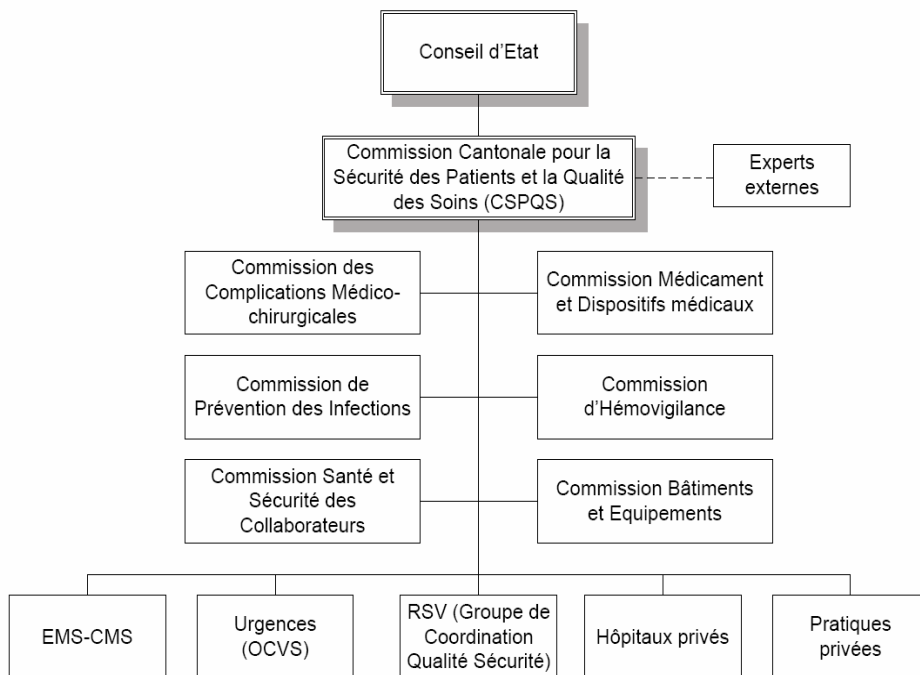 Conseil d'Etat
Commission Cantonale pour la
Sécurité des Patients et la Qualité
des Soins (CSPQS)
Experts
externes
Commission des
Complications Médico-
chirurgicales
Commission Médicament
et Dispositifs médicaux
Commission de
Prévention des Infections
Commission
d'Hémovigilance
Commission Santé et
Sécurité des
Collaborateurs
Commission Bâtiments
et Equipements
EMS-CMS
Urgences
(OCVS)
RSV (Groupe de
Coordination
Qualité Sécurité)
Hôpitaux privés
Pratiques
privées